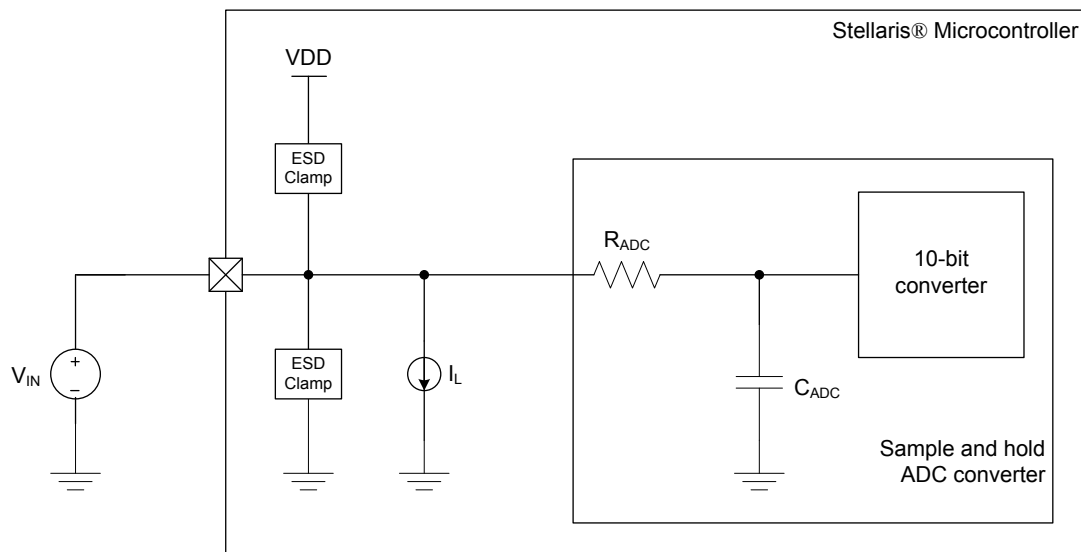 Stellaris® Microcontroller
VDD
ESD
Clamp
R_ADC
10-bit
converter
V_IN
+
–
ESD
Clamp
I_L
C_ADC
Sample and hold
ADC converter